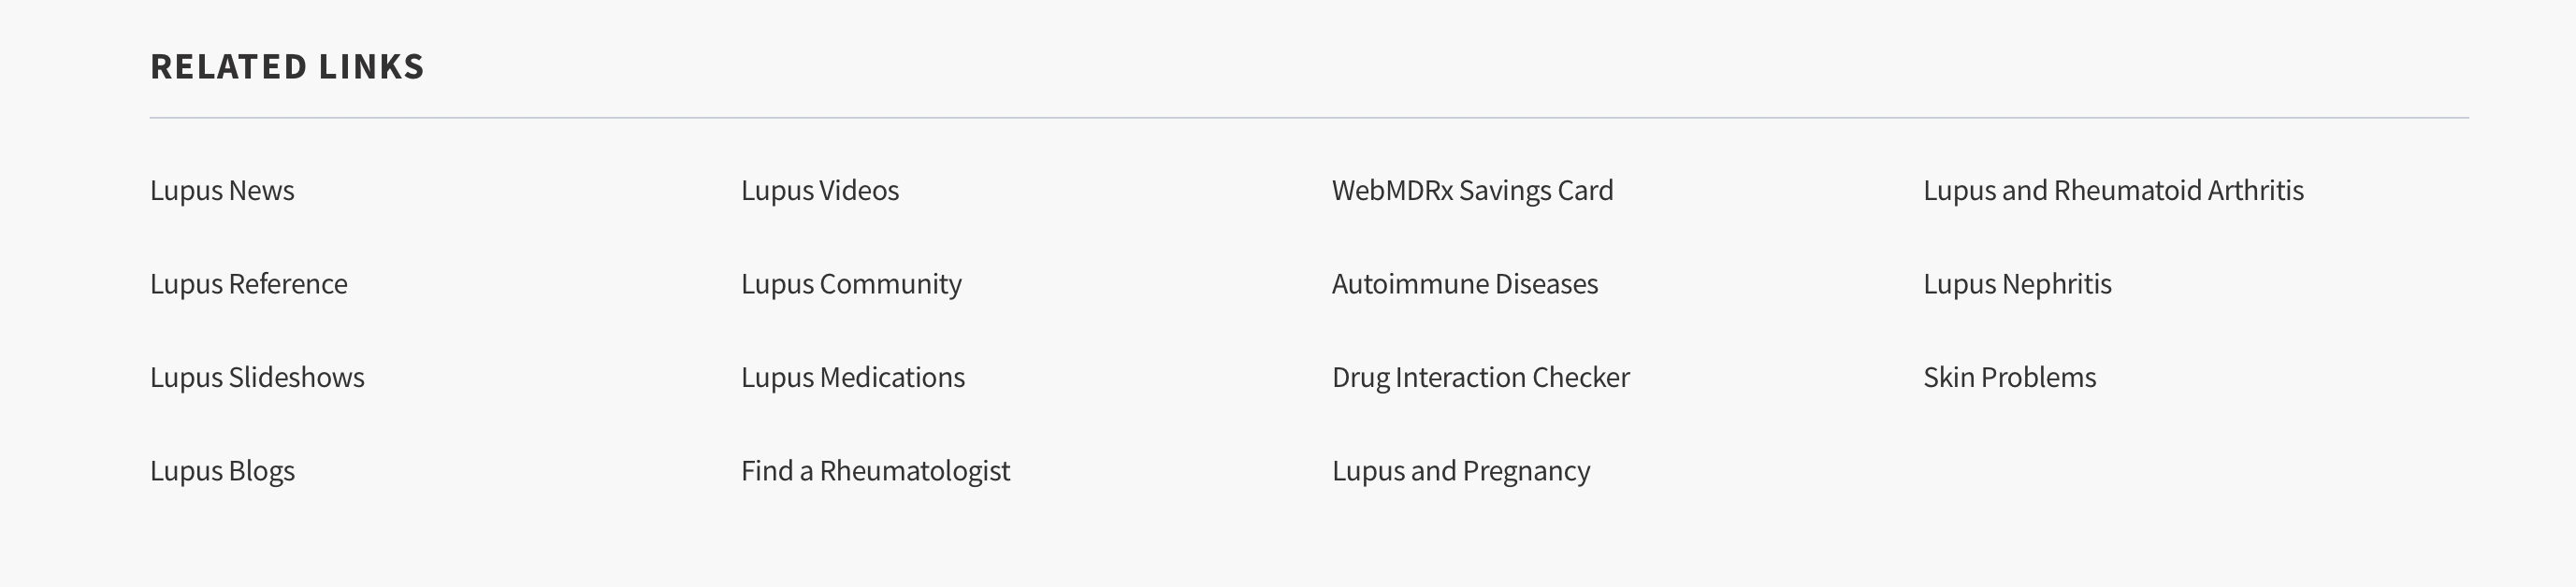 RELATED LINKS
Lupus News
Lupus Reference
Lupus Slideshows
Lupus Blogs
Lupus Videos
Lupus Community
Lupus Medications
Find a Rheumatologist
WebMDRx Savings Card
Autoimmune Diseases
Drug Interaction Checker
Lupus and Pregnancy
Lupus and Rheumatoid Arthritis
Lupus Nephritis
Skin Problems